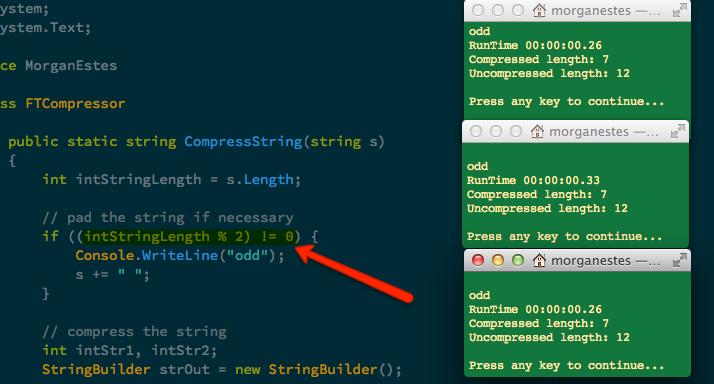 ystem;
ystem.Text;
ce MorganEstes
ss FTCompressor
public static string CompressString(string s)
{
int intStringLength = s.Length;
// pad the string if necessary
if ((intStringLength % 2) != 0) {
Console.WriteLine("odd");
s += " ";
}
// compress the string
int intStr1, intStr2;
StringBuilder strOut = new StringBuilder();
morganestes —...
odd
RunTime 00:00:00.26
Compressed length: 7
Uncompressed length: 12
Press any key to continue...
morganestes —...
odd
RunTime 00:00:00.33
Compressed length: 7
Uncompressed length: 12
Press any key to continue...
morganestes —...
odd
RunTime 00:00:00.26
Compressed length: 7
Uncompressed length: 12
Press any key to continue...